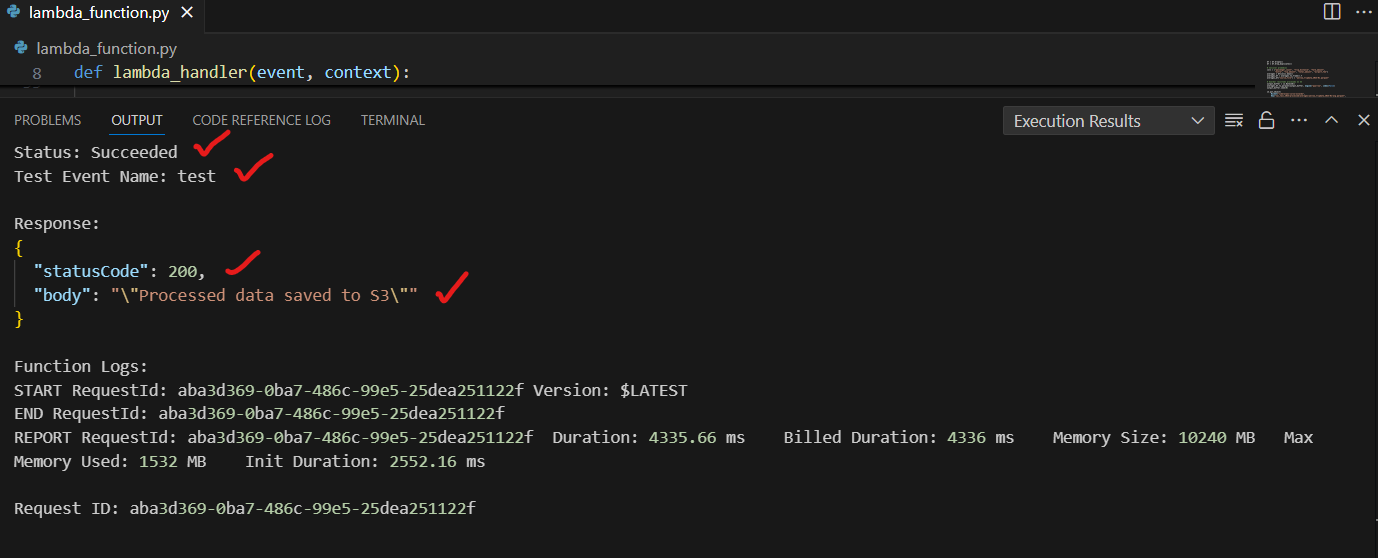 lambda_function.py
lambda_function.py
8 def lambda_handler(event, context):
PROBLEMS OUTPUT CODE REFERENCE LOG TERMINAL Execution Results
Status: Succeeded
Test Event Name: test
Response:
{
"statusCode": 200,
"body": "\"Processed data saved to S3\""
}
Function Logs:
START RequestId: aba3d369-0ba7-486c-99e5-25dea251122f Version: $LATEST
END RequestId: aba3d369-0ba7-486c-99e5-25dea251122f
REPORT RequestId: aba3d369-0ba7-486c-99e5-25dea251122f Duration: 4335.66 ms Billed Duration: 4336 ms Memory Size: 10240 MB Max
Memory Used: 1532 MB Init Duration: 2552.16 ms
Request ID: aba3d369-0ba7-486c-99e5-25dea251122f